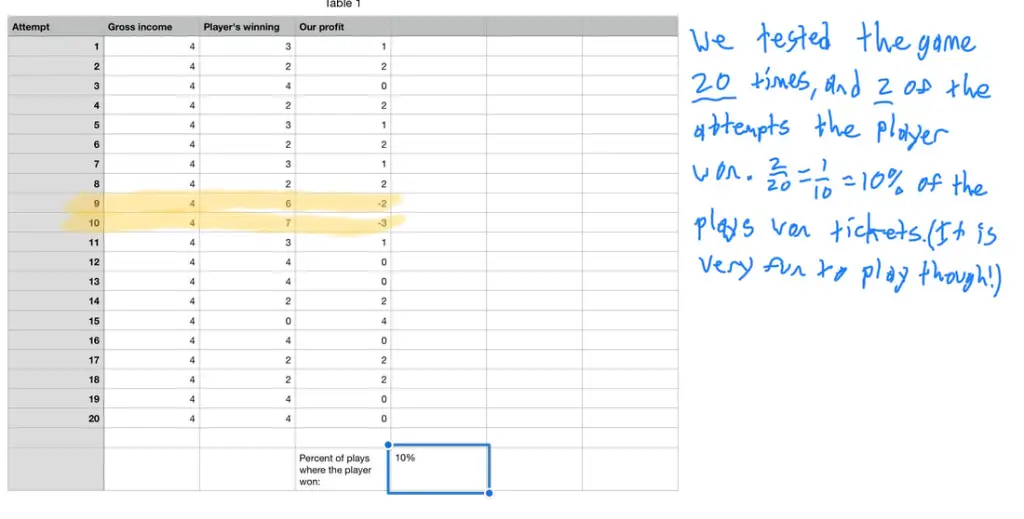 Table 1
Attempt Gross income Player's winning Our profit
1 4 3 1
2 4 2 2
3 4 4 0
4 4 2 2
5 4 3 1
6 4 2 2
7 4 3 1
8 4 2 2
9 4 6 -2
10 4 7 -3
11 4 3 1
12 4 4 0
13 4 4 0
14 4 2 2
15 4 0 4
16 4 4 0
17 4 2 2
18 4 2 2
19 4 4 0
20 4 4 0
Percent of plays 10%
where the player
won:
We tested the game
20 times, and 2 of the
attempts the player
won. 2/20 = 1/10 = 10% of the
plays won tickets. (It is
very fun to play though!)